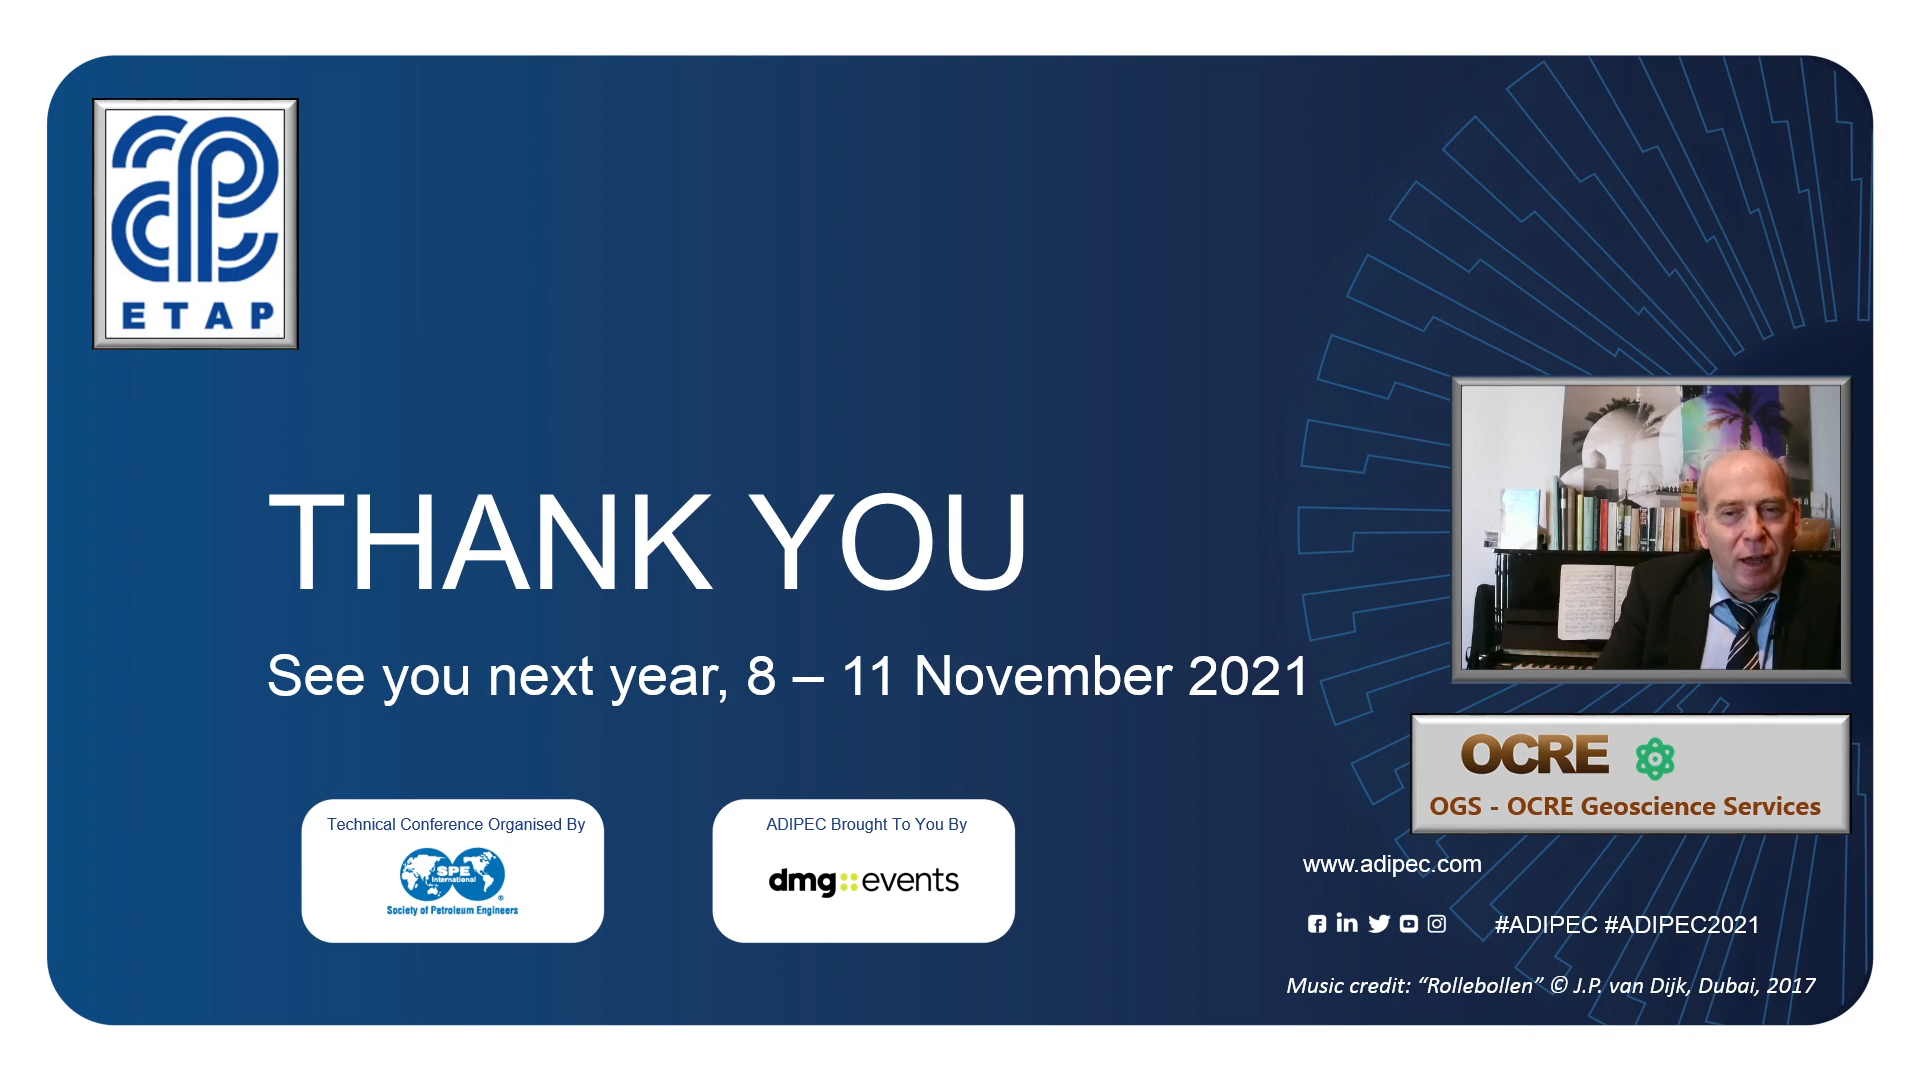 ETAP
THANK YOU
See you next year, 8 – 11 November 2021
OCRE
OGS - OCRE Geoscience Services
Technical Conference Organised By
SPE
International
Society of Petroleum Engineers
ADIPEC Brought To You By
dmg::events
www.adipec.com
#ADIPEC #ADIPEC2021
Music credit: “Rollebollen” © J.P. van Dijk, Dubai, 2017